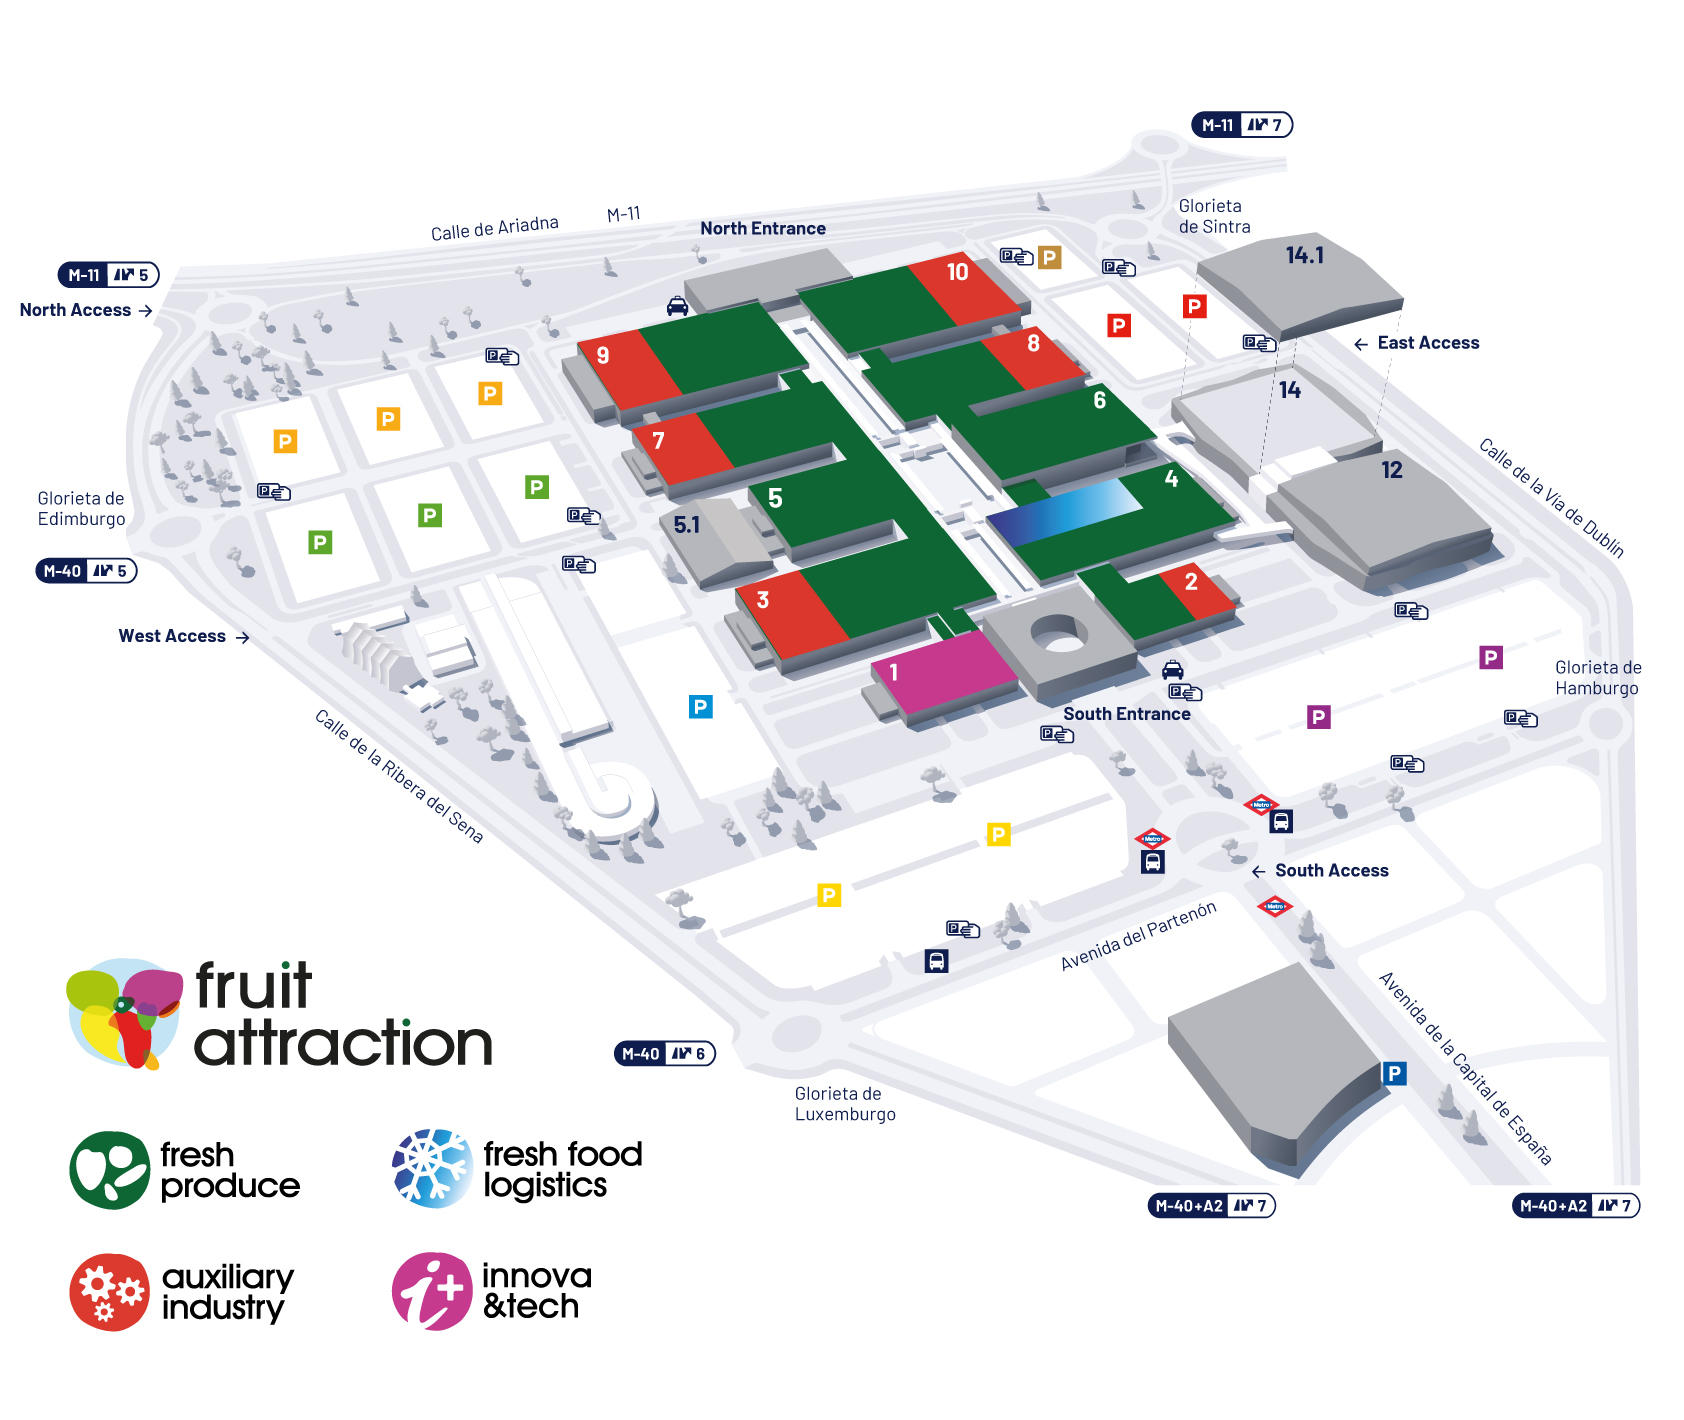 M-11 7
Glorieta
de Sintra
M-11
Calle de Ariadna
North Entrance
14.1
M-11 5
North Access →
10
P
P
P
P
P
P
← East Access
9
8
14
6
P
P
P
7
Calle de la Vía de Dublín
12
4
5
P
P
P
P
P
P
Glorieta de
Edimburgo
5.1
M-40 5
2
3
P
P
West Access →
1
P
Glorieta de
Hamburgo
P
P
P
South Entrance
P
P
P
Calle de la Ribera del Sena
Metro
P
Metro
← South Access
P
Metro
Avenida del Partenón
P
fruit
attraction
Avenida de la Capital de España
M-40 6
P
Glorieta de
Luxemburgo
fresh
produce
fresh food
logistics
M-40+A2 7
M-40+A2 7
auxiliary
industry
i+
innova
&tech